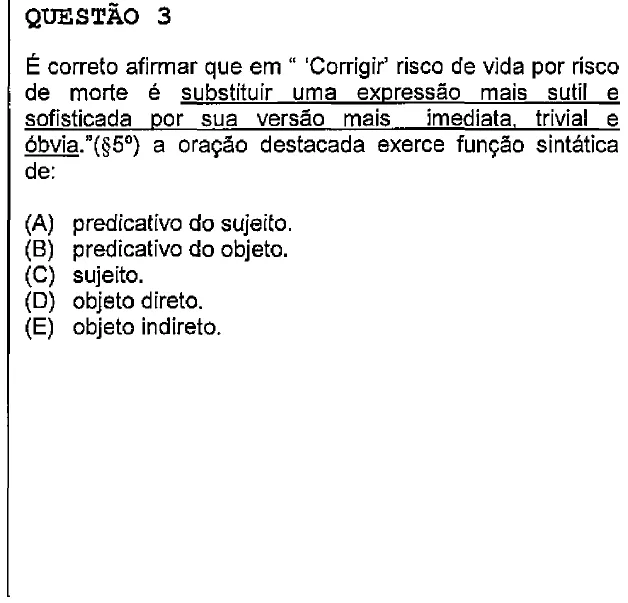 QUESTÃO 3
É correto afirmar que em “ ‘Corrigir’ risco de vida por risco
de morte é substituir uma expressão mais sutil e
sofisticada por sua versão mais imediata, trivial e
óbvia.”(§5º) a oração destacada exerce função sintática
de:
(A) predicativo do sujeito.
(B) predicativo do objeto.
(C) sujeito.
(D) objeto direto.
(E) objeto indireto.